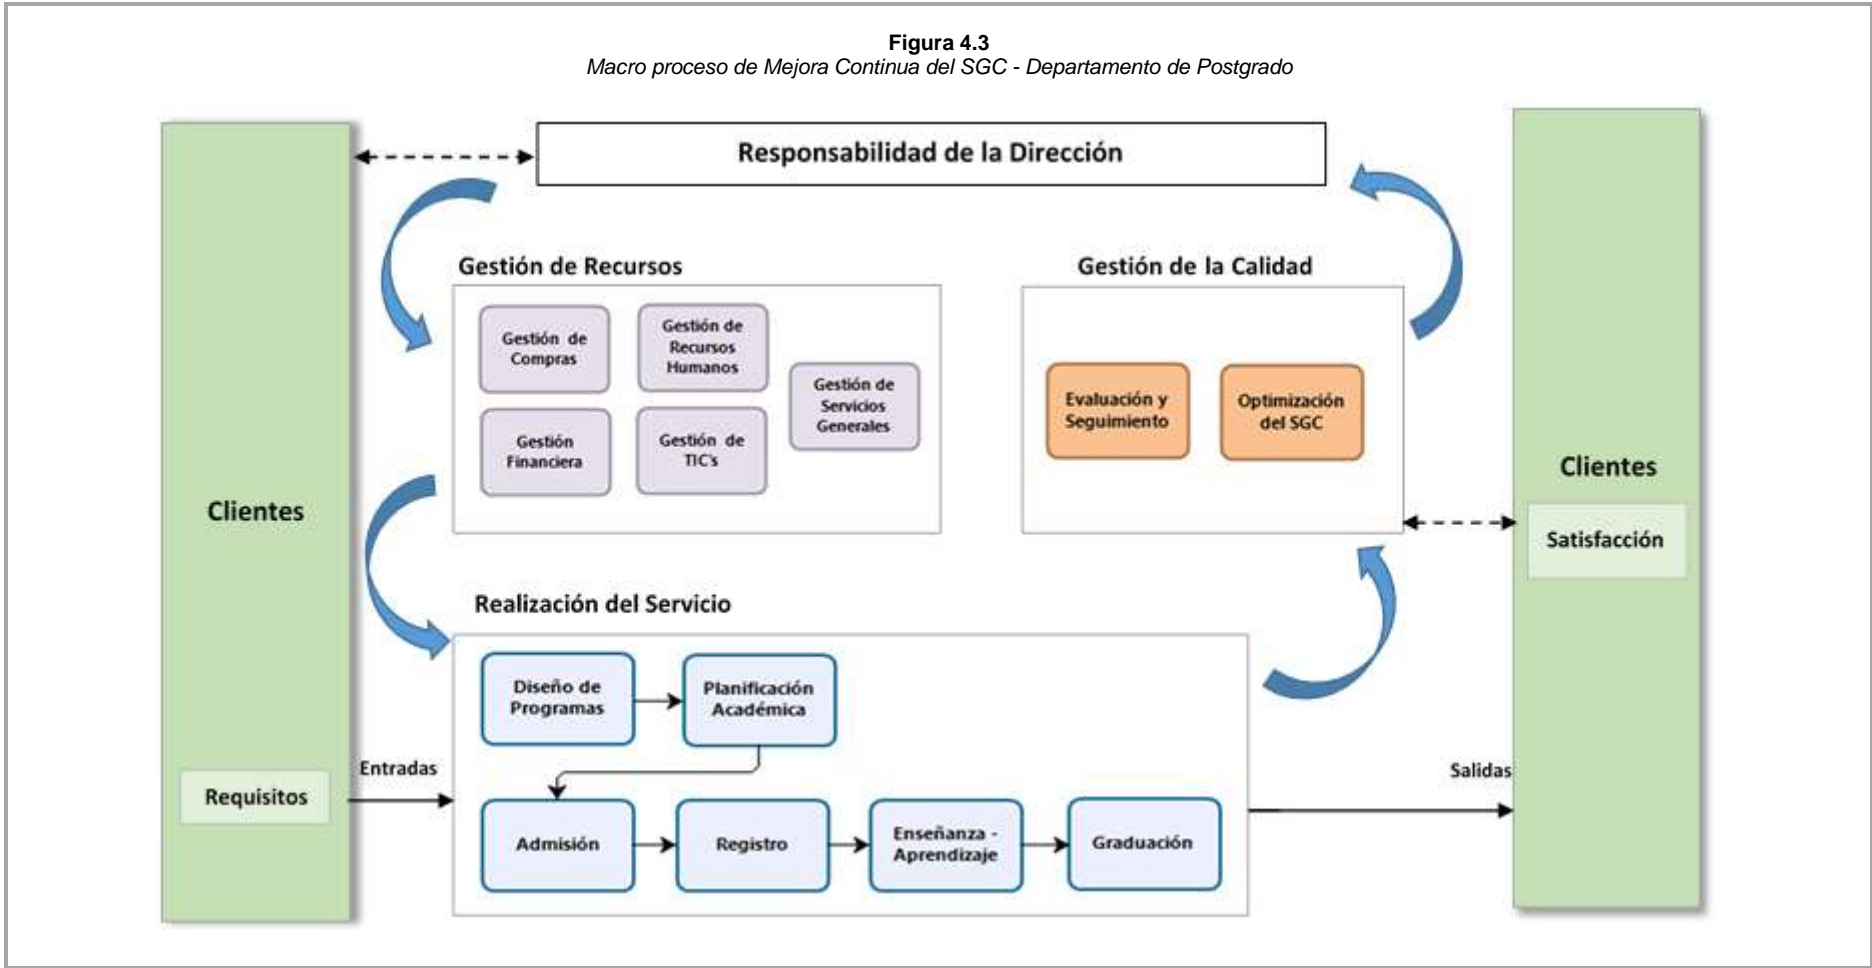 Figura 4.3
Macro proceso de Mejora Continua del SGC - Departamento de Postgrado
Responsabilidad de la Dirección
Gestión de Recursos
Gestión de
Compras
Gestión de
Recursos
Humanos
Gestión de
Servicios
Generales
Gestión
Financiera
Gestión de
TIC's
Gestión de la Calidad
Evaluación y
Seguimiento
Optimización
del SGC
Clientes
Requisitos
Entradas
Realización del Servicio
Diseño de
Programas
Planificación
Académica
Admisión
Registro
Enseñanza -
Aprendizaje
Graduación
Salidas
Clientes
Satisfacción